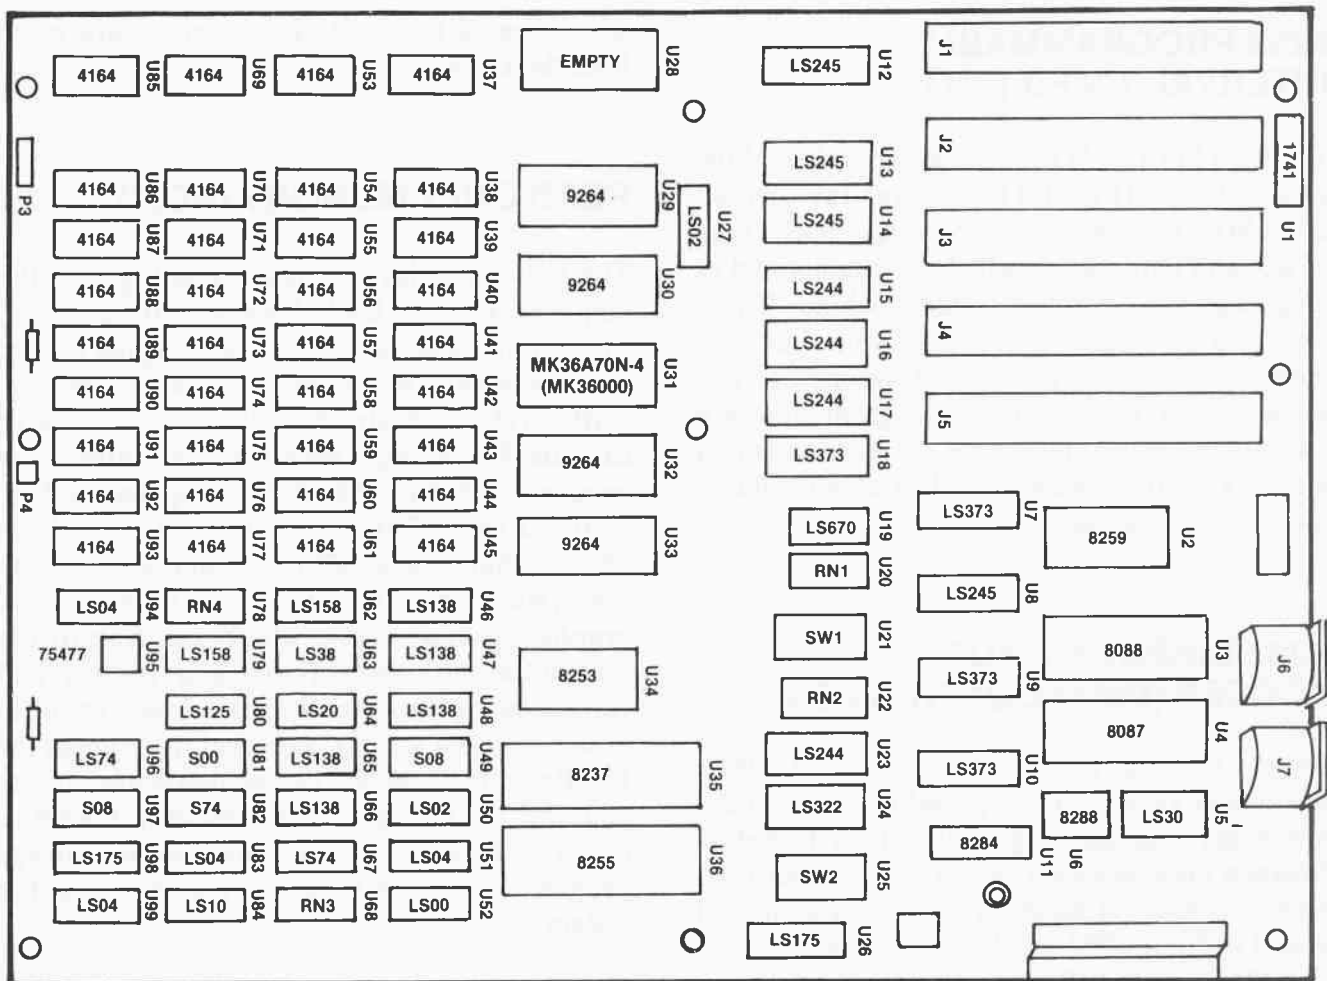 4164 U85 4164 U69 4164 U53 4164 U37 EMPTY U28 LS245 U12 J1
P3 4164 U86 4164 U70 4164 U54 4164 U38 9264 U29 LS02 U27 LS245 U13 J2 1741 U1
4164 U87 4164 U71 4164 U55 4164 U39 LS245 U14 J3
4164 U88 4164 U72 4164 U56 4164 U40 9264 U30 LS244 U15
4164 U89 4164 U73 4164 U57 4164 U41 MK36A70N-4 (MK36000) U31 LS244 U16 J4
4164 U90 4164 U74 4164 U58 4164 U42 LS244 U17 J5
4164 U91 4164 U75 4164 U59 4164 U43 9264 U32 LS373 U18
P4 4164 U92 4164 U76 4164 U60 4164 U44 LS373 U7
4164 U93 4164 U77 4164 U61 4164 U45 9264 U33 LS670 U19 8259 U2
RN1 U20
LS04 U94 RN4 U78 LS158 U62 LS138 U46 LS245 U8
75477 U95 LS158 U79 LS38 U63 LS138 U47 SW1 U21 8088 U3 J6
8253 U34 LS373 U9
LS125 U80 LS20 U64 LS138 U48 RN2 U22 8087 U4
LS74 U96 S00 U81 LS138 U65 S08 U49 8237 U35 LS244 U23 LS373 U10 J7
S08 U97 S74 U82 LS138 U66 LS02 U50 LS322 U24 8288 U6 LS30 U5
LS175 U98 LS04 U83 LS74 U67 LS04 U51 8255 U36 8284 U11
LS04 U99 LS10 U84 RN3 U68 LS00 U52 SW2 U25
LS175 U26